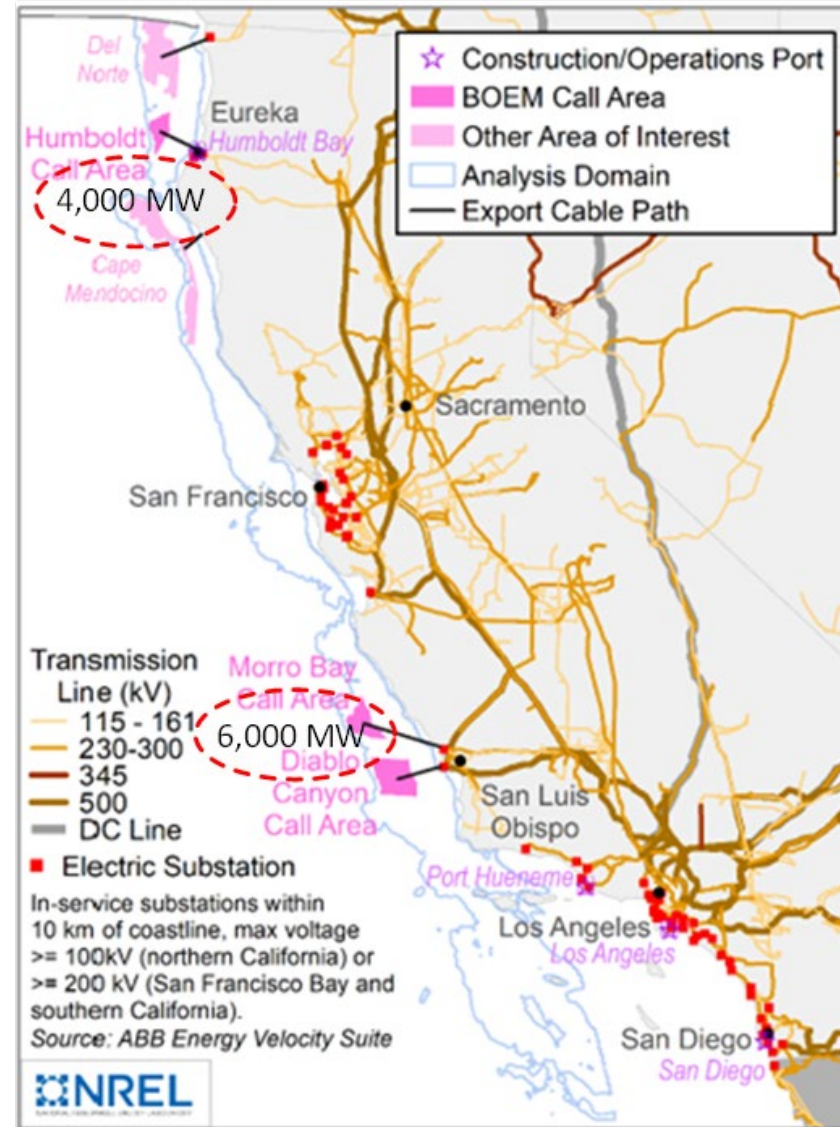 Del
Norte
Eureka
Humboldt Bay
Humboldt
Call Area
4,000 MW
Cape
Mendocino
Construction/Operations Port
BOEM Call Area
Other Area of Interest
Analysis Domain
Export Cable Path
Sacramento
San Francisco
Morro Bay
Call Area
6,000 MW
Diablo
Canyon
Call Area
San Luis
Obispo
Port Hueneme
Los Angeles
Los Angeles
San Diego
San Diego
Transmission
Line (kV)
115 - 161
230-300
345
500
DC Line
Electric Substation
In-service substations within
10 km of coastline, max voltage
>= 100kV (northern California) or
>= 200 kV (San Francisco Bay and
southern California).
Source: ABB Energy Velocity Suite
NREL